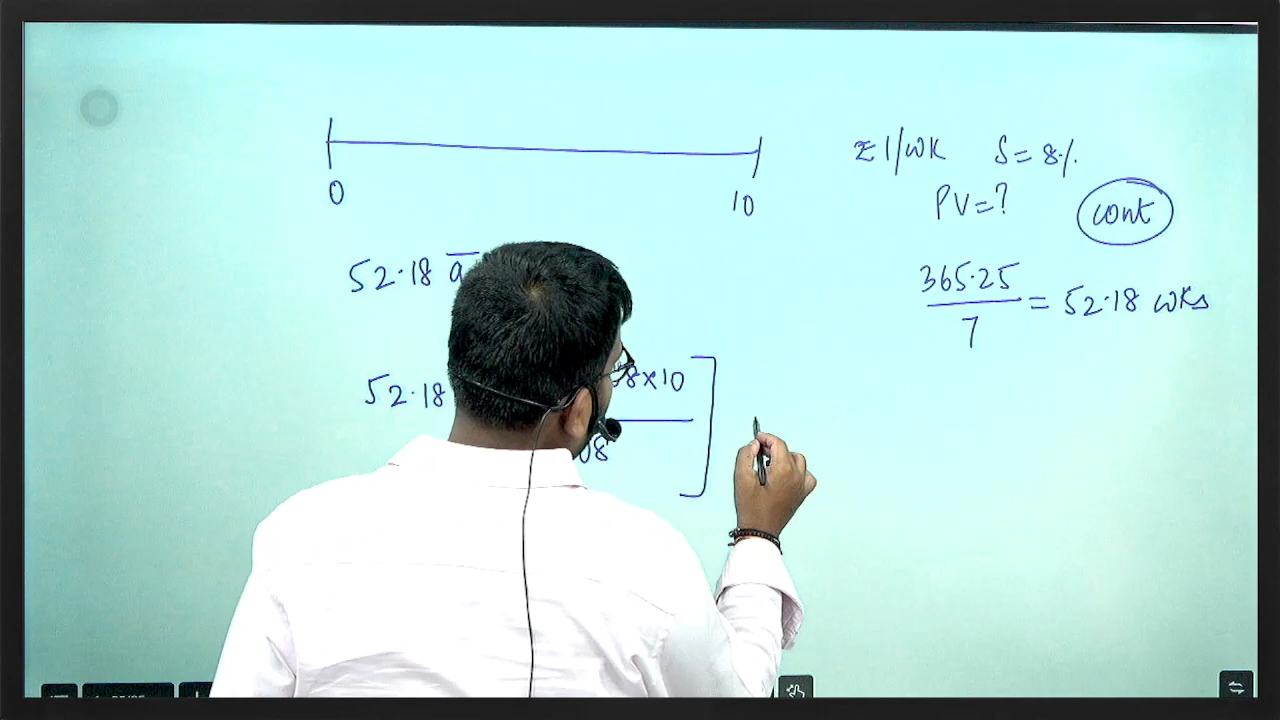 ₹1/WK δ = 8%
0 10
PV = ?
cont
52.18 a
365.25 / 7 = 52.18 wks
52.18 8×10 ]
08